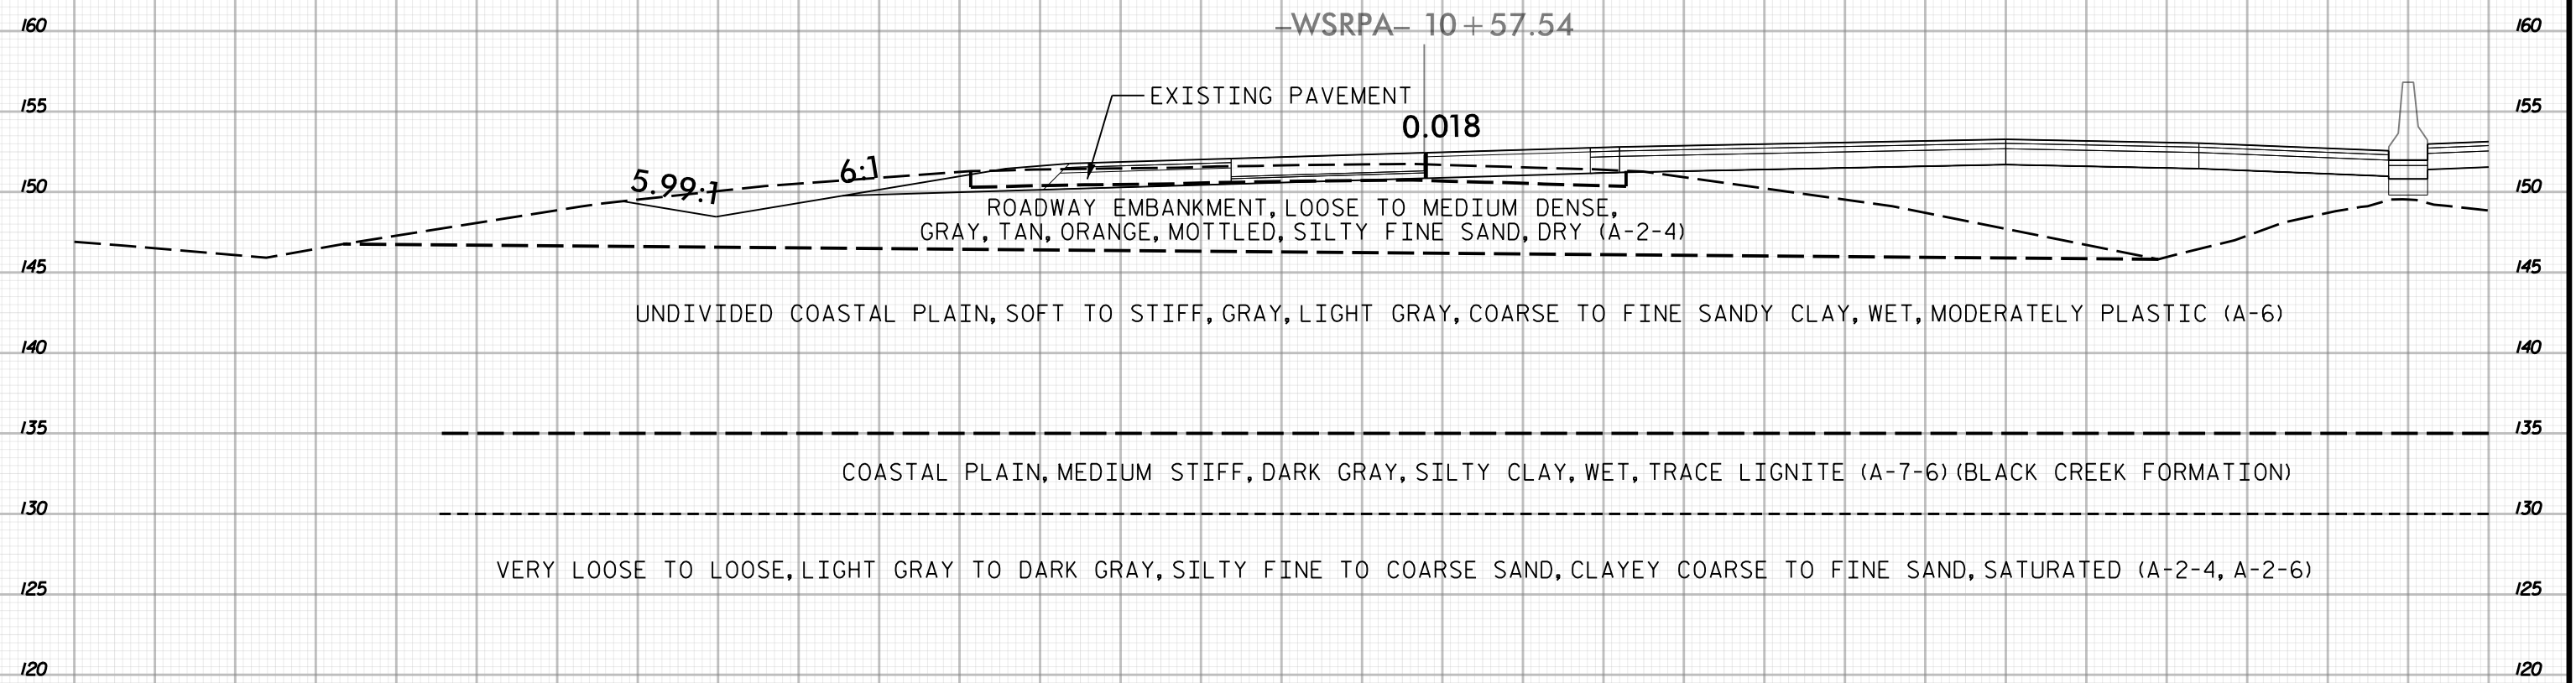 –WSRPA– 10+57.54
160 160
155 EXISTING PAVEMENT 155
0.018
5.99:1 6:1
150 150
ROADWAY EMBANKMENT, LOOSE TO MEDIUM DENSE,
GRAY, TAN, ORANGE, MOTTLED, SILTY FINE SAND, DRY (A-2-4)
145 145
UNDIVIDED COASTAL PLAIN, SOFT TO STIFF, GRAY, LIGHT GRAY, COARSE TO FINE SANDY CLAY, WET, MODERATELY PLASTIC (A-6)
140 140
135 135
COASTAL PLAIN, MEDIUM STIFF, DARK GRAY, SILTY CLAY, WET, TRACE LIGNITE (A-7-6) (BLACK CREEK FORMATION)
130 130
VERY LOOSE TO LOOSE, LIGHT GRAY TO DARK GRAY, SILTY FINE TO COARSE SAND, CLAYEY COARSE TO FINE SAND, SATURATED (A-2-4, A-2-6)
125 125
120 120